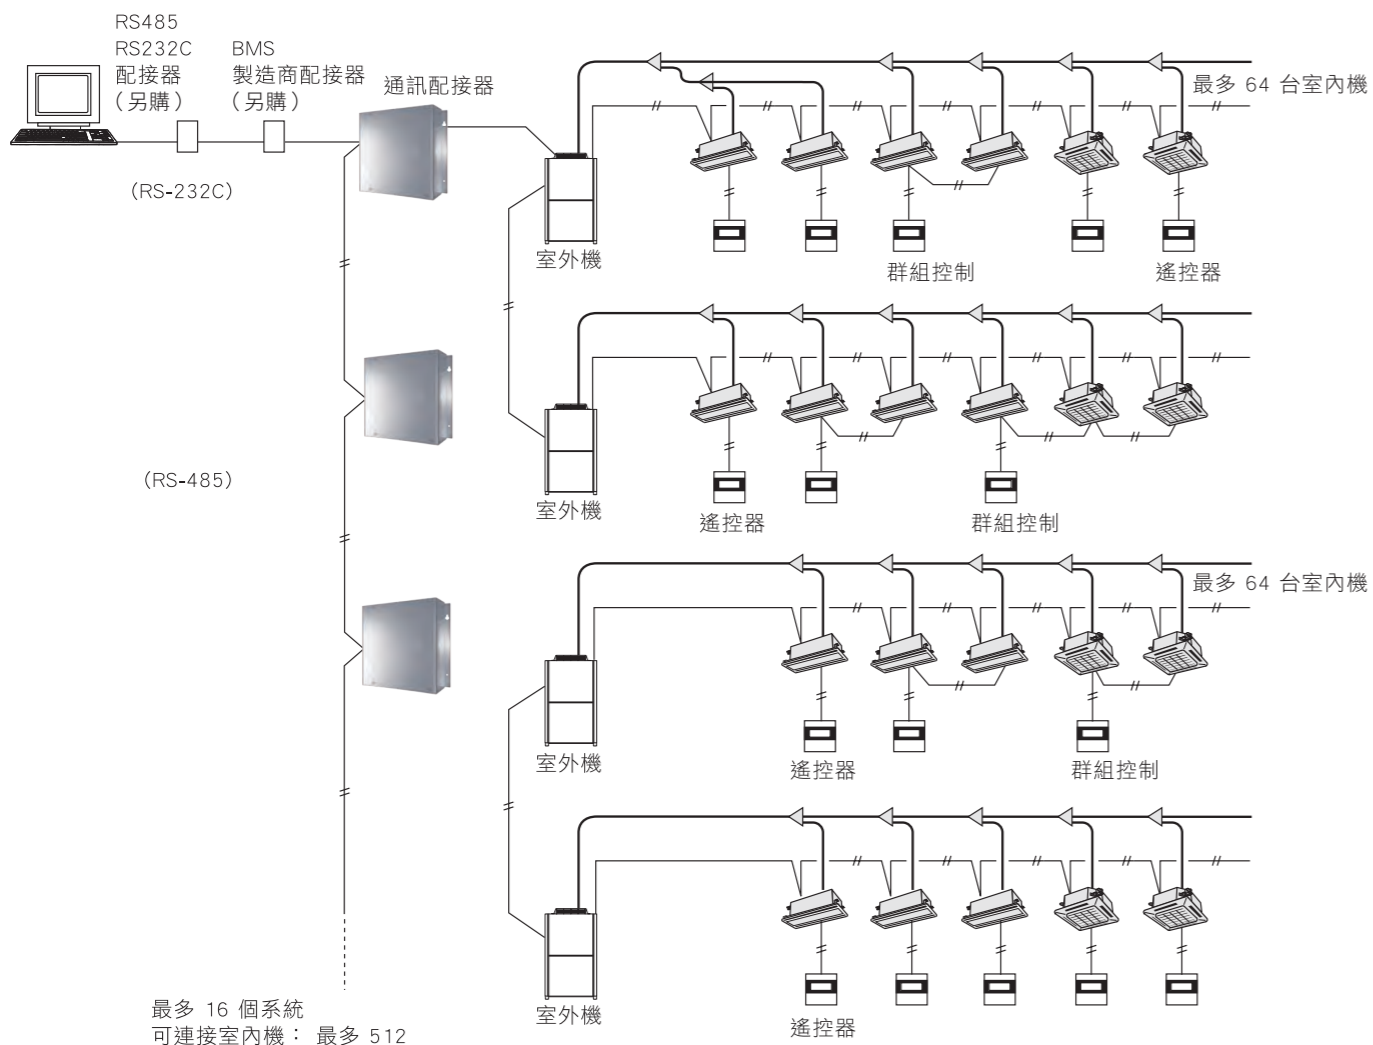 RS485
RS232C
配接器
（另購）
BMS
製造商配接器
（另購）
通訊配接器
最多 64 台室內機
(RS-232C)
室外機
群組控制
遙控器
(RS-485)
室外機
遙控器
群組控制
最多 64 台室內機
室外機
遙控器
群組控制
室外機
遙控器
最多 16 個系統
可連接室內機： 最多 512